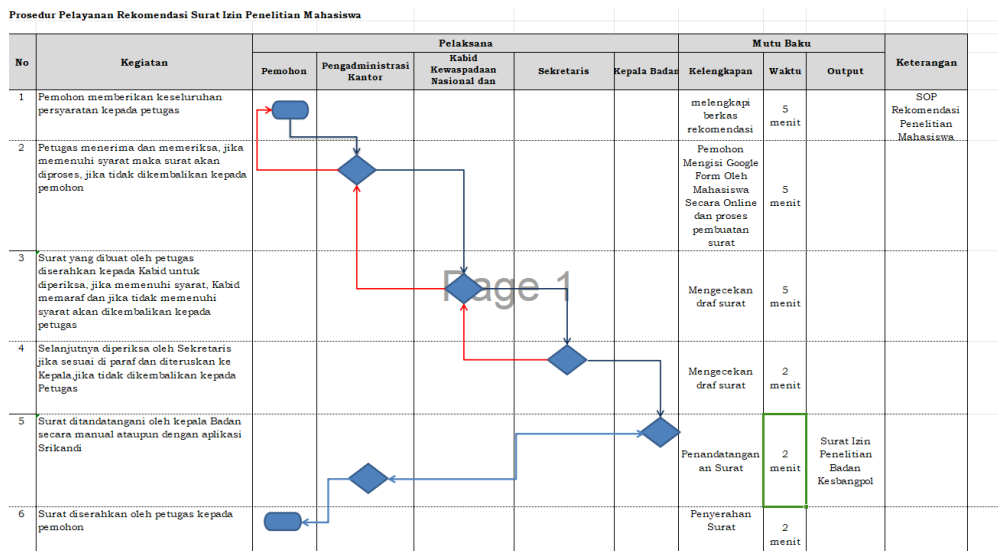 Prosedur Pelayanan Rekomendasi Surat Izin Penelitian Mahasiswa
No
Kegiatan
Pelaksana
Mutu Baku
Keterangan
Pemohon
Pengadministrasi
Kantor
Kabid
Kewaspadaan
Nasional dan
Sekretaris
Kepala Badan
Kelengkapan
Waktu
Output
1
Pemohon memberikan keseluruhan
persyaratan kepada petugas
melengkapi
berkas
rekomendasi
5
menit
SOP
Rekomendasi
Penelitian
Mahasiswa
2
Petugas menerima dan memeriksa, jika
memenuhi syarat maka surat akan
diproses, jika tidak dikembalikan kepada
pemohon
Pemohon
Mengisi Google
Form Oleh
Mahasiswa
Secara Online
dan proses
pembuatan
surat
5
menit
3
Surat yang dibuat oleh petugas
diserahkan kepada Kabid untuk
diperiksa, jika memenuhi syarat, Kabid
memaraf dan jika tidak memenuhi
syarat akan dikembalikan kepada
petugas
Page 1
Mengecekan
draf surat
5
menit
4
Selanjutnya diperiksa oleh Sekretaris
jika sesuai di paraf dan diteruskan ke
Kepala,jika tidak dikembalikan kepada
Petugas
Mengecekan
draf surat
2
menit
5
Surat ditandatangani oleh kepala Badan
secara manual ataupun dengan aplikasi
Srikandi
Penandatangan
an Surat
2
menit
Surat Izin
Penelitian
Badan
Kesbangpol
6
Surat diserahkan oleh petugas kepada
pemohon
Penyerahan
Surat
2
menit